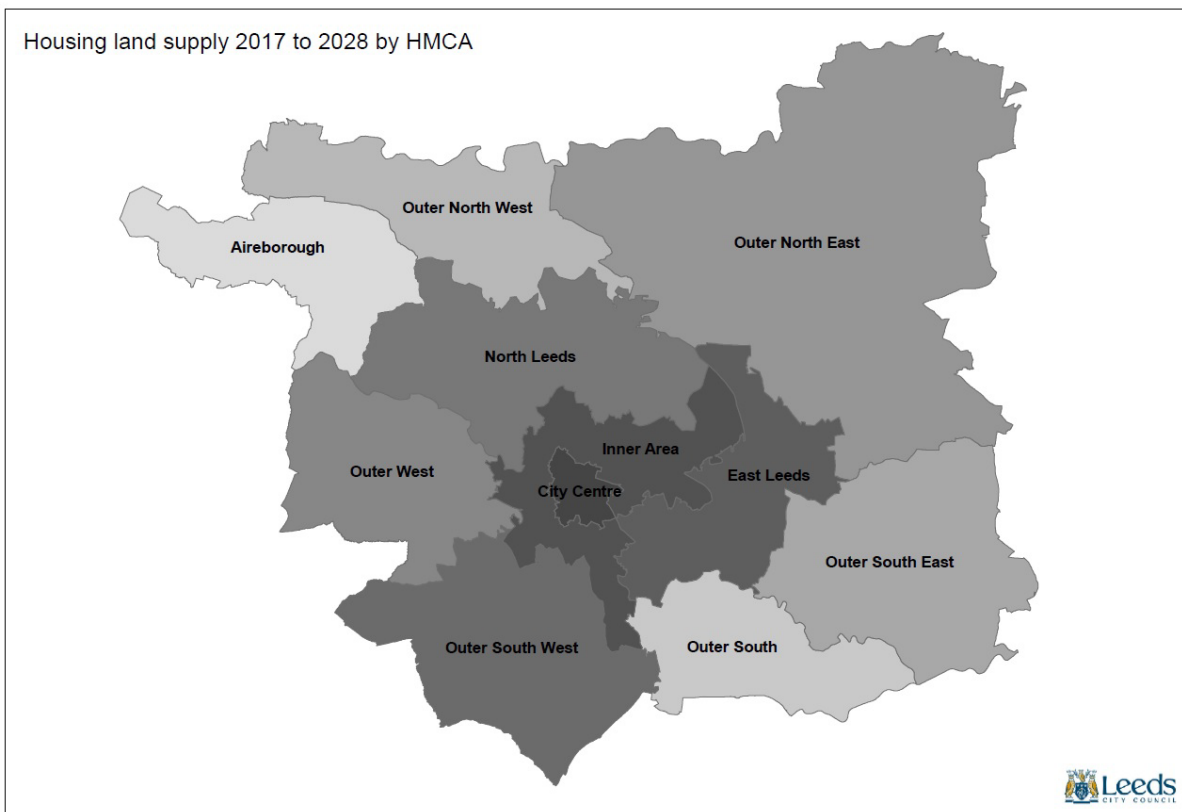 Housing land supply 2017 to 2028 by HMCA
Outer North West
Aireborough
Outer North East
North Leeds
Inner Area
Outer West
East Leeds
City Centre
Outer South East
Outer South West
Outer South
Leeds
CITY COUNCIL